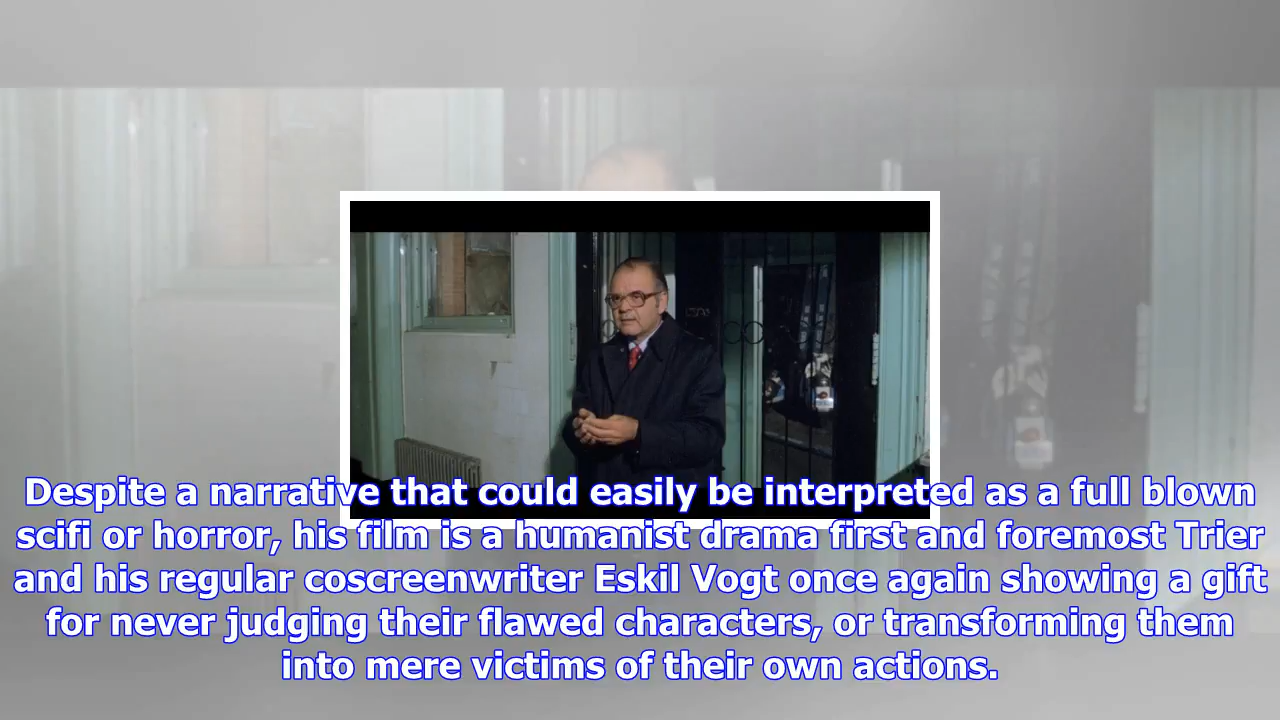 Despite a narrative that could easily be interpreted as a full blown
scifi or horror, his film is a humanist drama first and foremost Trier
and his regular coscreenwriter Eskil Vogt once again showing a gift
for never judging their flawed characters, or transforming them
into mere victims of their own actions.